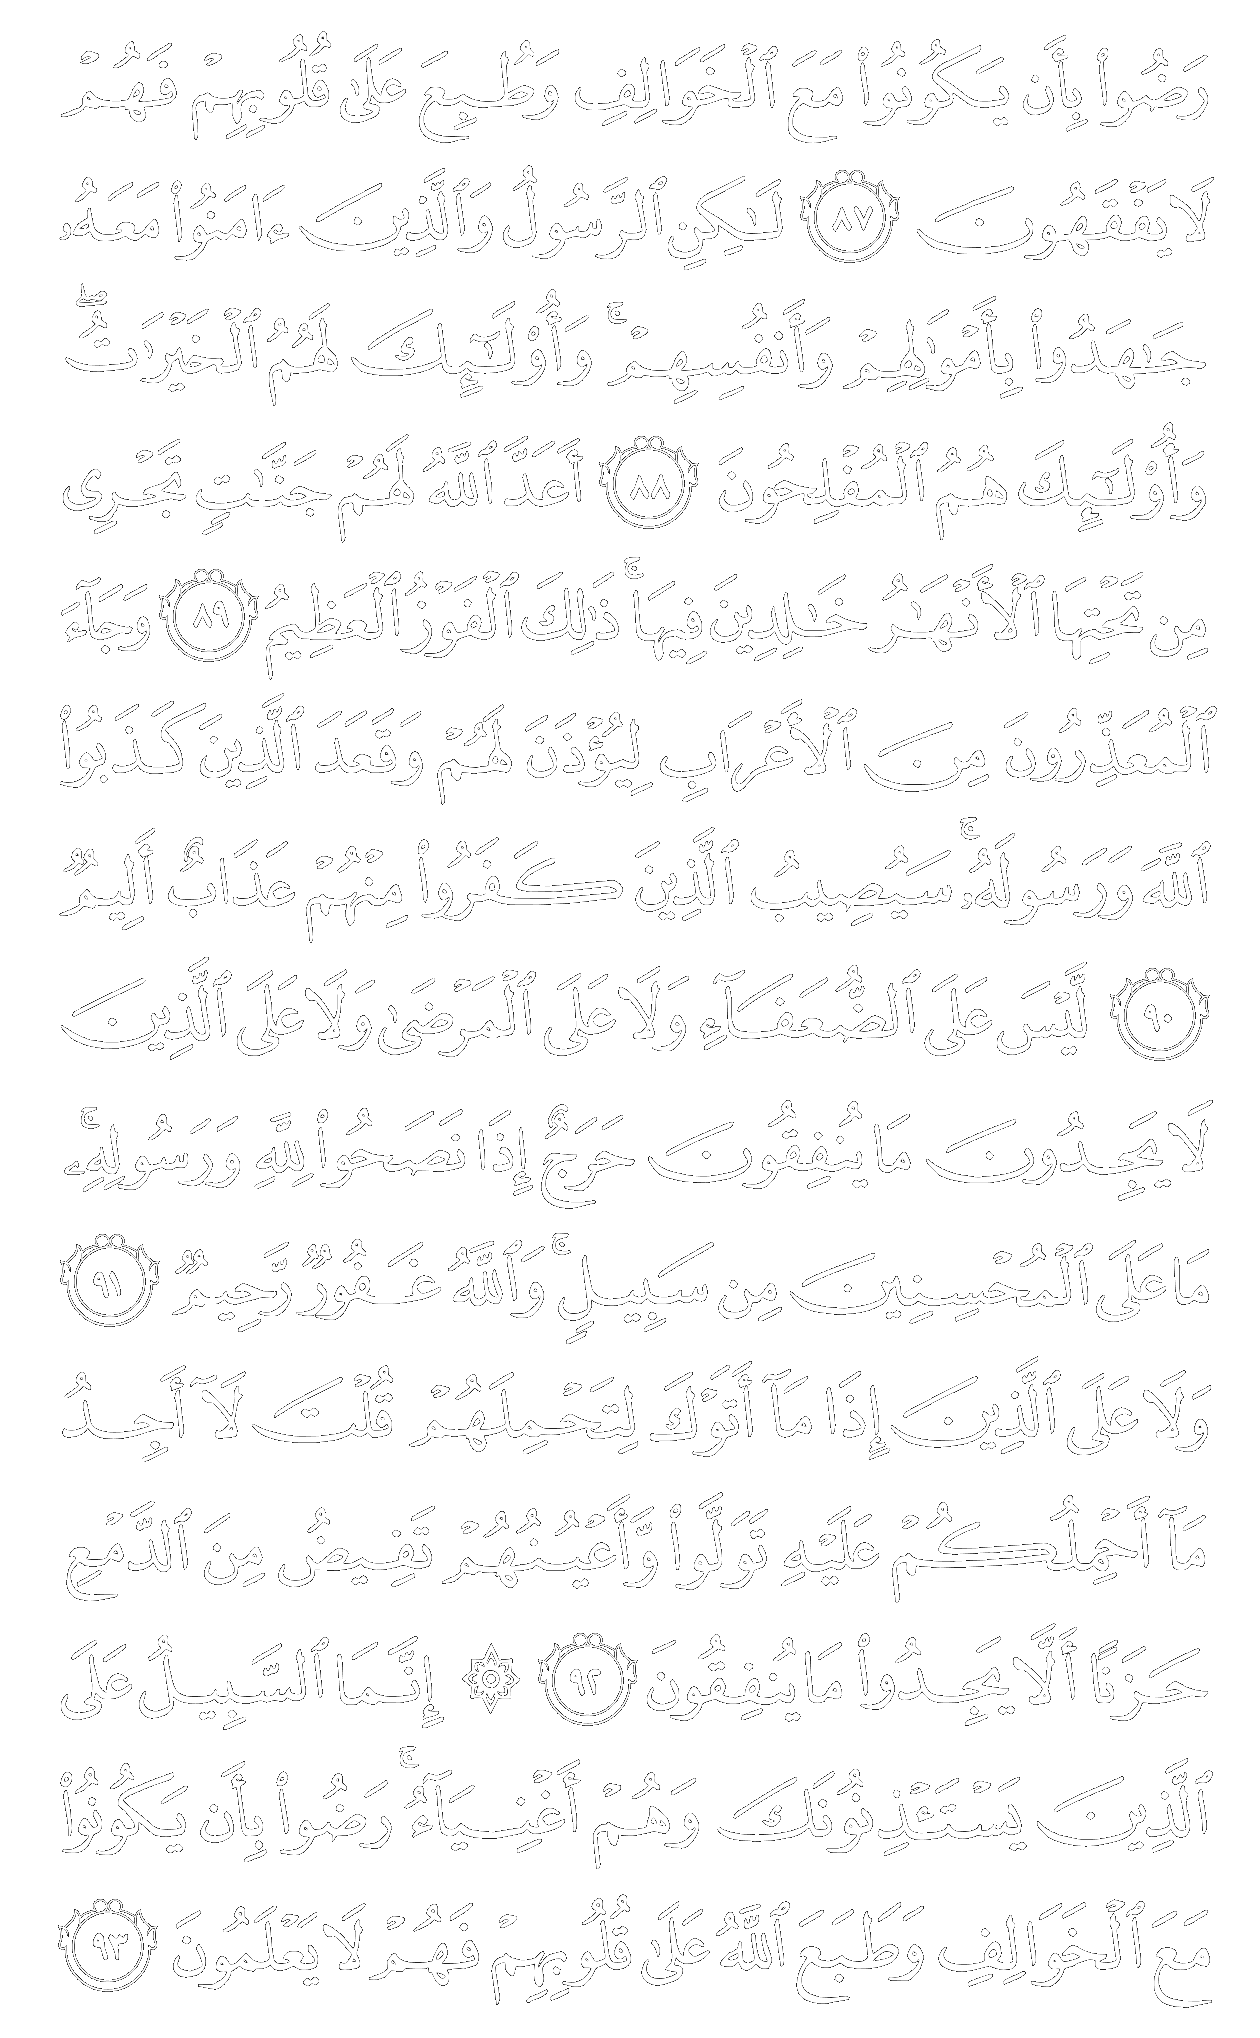 رَضُوا۟ بِأَن يَكُونُوا۟ مَعَ ٱلْخَوَالِفِ وَطُبِعَ عَلَىٰ قُلُوبِهِمْ فَهُمْ
لَا يَفْقَهُونَ ٨٧ لَـٰكِنِ ٱلرَّسُولُ وَٱلَّذِينَ ءَامَنُوا۟ مَعَهُۥ
جَـٰهَدُوا۟ بِأَمْوَٰلِهِمْ وَأَنفُسِهِمْ ۚ وَأُو۟لَـٰٓئِكَ لَهُمُ ٱلْخَيْرَٰتُ ۖ
وَأُو۟لَـٰٓئِكَ هُمُ ٱلْمُفْلِحُونَ ٨٨ أَعَدَّ ٱللَّهُ لَهُمْ جَنَّـٰتٍ تَجْرِى
مِن تَحْتِهَا ٱلْأَنْهَـٰرُ خَـٰلِدِينَ فِيهَا ۚ ذَٰلِكَ ٱلْفَوْزُ ٱلْعَظِيمُ ٨٩ وَجَآءَ
ٱلْمُعَذِّرُونَ مِنَ ٱلْأَعْرَابِ لِيُؤْذَنَ لَهُمْ وَقَعَدَ ٱلَّذِينَ كَذَبُوا۟
ٱللَّهَ وَرَسُولَهُۥ ۚ سَيُصِيبُ ٱلَّذِينَ كَفَرُوا۟ مِنْهُمْ عَذَابٌ أَلِيمٌ
٩٠ لَّيْسَ عَلَى ٱلضُّعَفَآءِ وَلَا عَلَى ٱلْمَرْضَىٰ وَلَا عَلَى ٱلَّذِينَ
لَا يَجِدُونَ مَا يُنفِقُونَ حَرَجٌ إِذَا نَصَحُوا۟ لِلَّهِ وَرَسُولِهِۦ ۚ
مَا عَلَى ٱلْمُحْسِنِينَ مِن سَبِيلٍ ۚ وَٱللَّهُ غَفُورٌ رَّحِيمٌ ٩١
وَلَا عَلَى ٱلَّذِينَ إِذَا مَآ أَتَوْكَ لِتَحْمِلَهُمْ قُلْتَ لَآ أَجِدُ
مَآ أَحْمِلُكُمْ عَلَيْهِ تَوَلَّوا۟ وَّأَعْيُنُهُمْ تَفِيضُ مِنَ ٱلدَّمْعِ
حَزَنًا أَلَّا يَجِدُوا۟ مَا يُنفِقُونَ ٩٢ ۞ إِنَّمَا ٱلسَّبِيلُ عَلَى
ٱلَّذِينَ يَسْتَـْٔذِنُونَكَ وَهُمْ أَغْنِيَآءُ ۚ رَضُوا۟ بِأَن يَكُونُوا۟
مَعَ ٱلْخَوَالِفِ وَطَبَعَ ٱللَّهُ عَلَىٰ قُلُوبِهِمْ فَهُمْ لَا يَعْلَمُونَ ٩٣